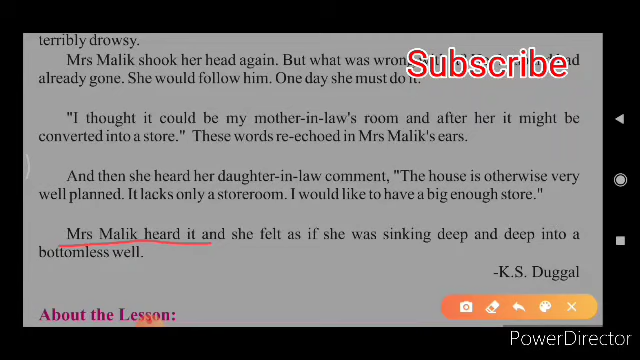 terribly drowsy.
Mrs Malik shook her head again. But what was wrong
Subscribe
already gone. She would follow him. One day she must do it.
"I thought it could be my mother-in-law's room and after her it might be
converted into a store." These words re-echoed in Mrs Malik's ears.
And then she heard her daughter-in-law comment, "The house is otherwise very
well planned. It lacks only a storeroom. I would like to have a big enough store."
Mrs Malik heard it and she felt as if she was sinking deep and deep into a
bottomless well.
-K.S. Duggal
About the Lesson:
PowerDirector